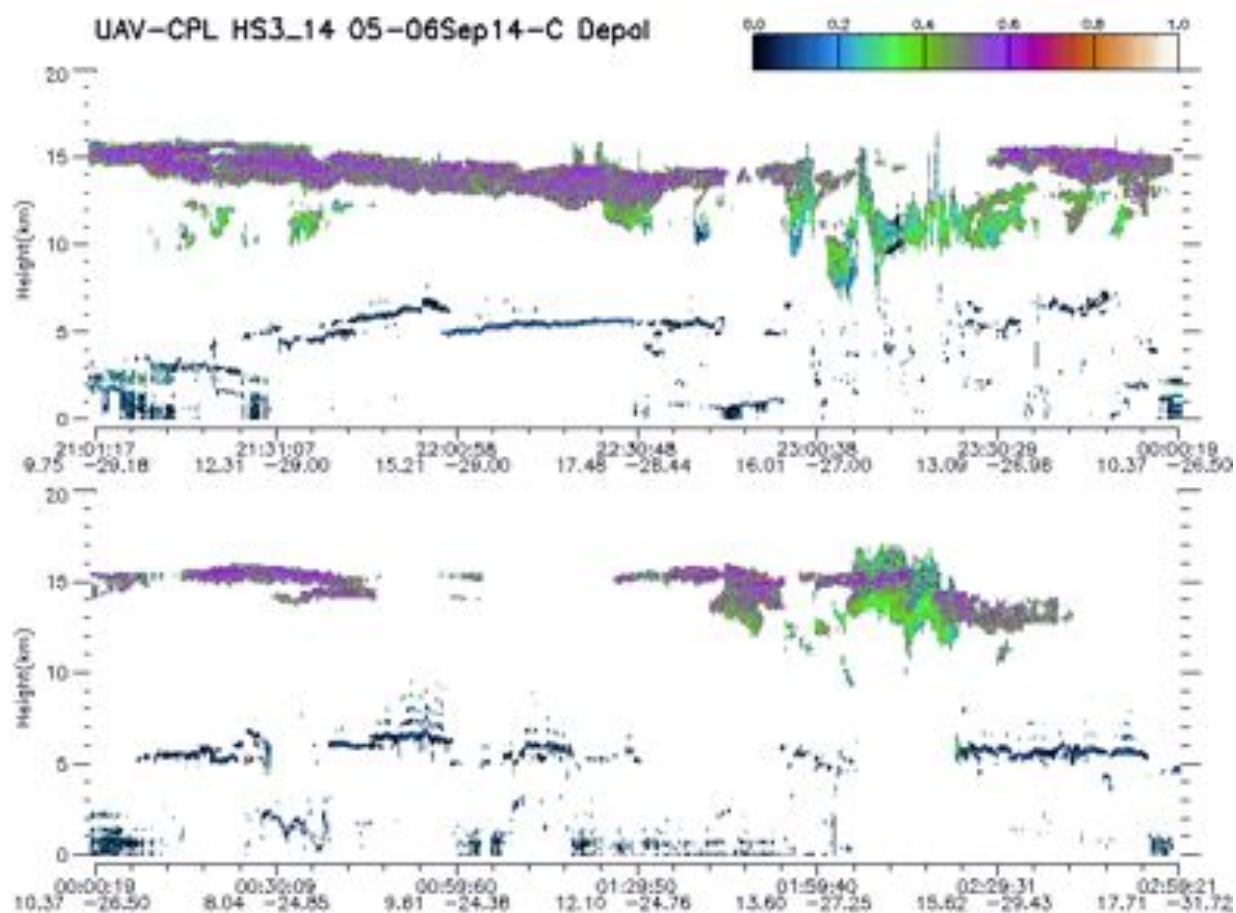 UAV-CPL HS3_14 05-06Sep14-C Depol
0.0 0.2 0.4 0.6 0.8 1.0
20
15
10
5
0
Height(km)
21:01:17 21:31:07 22:00:58 22:30:48 23:00:38 23:30:29 00:00:19
9.75 -29.18 12.31 -29.00 15.21 -29.00 17.48 -28.44 16.01 -27.00 13.09 -26.98 10.37 -26.50
20
15
10
5
0
Height(km)
00:00:19 00:30:09 00:59:60 01:29:50 01:59:40 02:29:31 02:59:21
10.37 -26.50 8.04 -24.85 9.61 -24.38 12.10 -24.76 13.60 -27.25 15.62 -29.43 17.71 -31.72